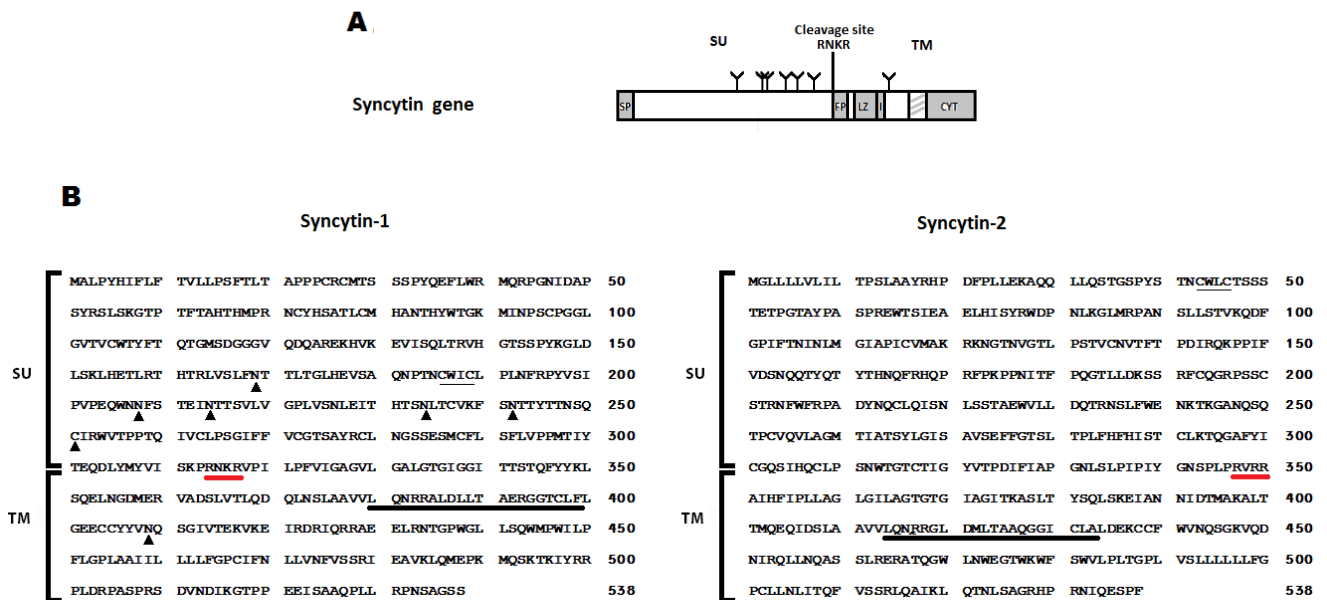 A
SU
Cleavage site
RNKR
TM
Syncytin gene
SP FP LZ I CYT
B
Syncytin-1
SU
TM
MALPYHIFLF TVLLPSFTLT APPPCRCMTS SSPYQEFLWR MQRPGNIDAP 50
SYRSLSKGTP TFTAHTHMPR NCYHSATLCM HANTHYWTGK MINPSCPGGL 100
GVTVCWTYFT QTGMSDGGGV QDQAREKHVK EVISQLTRVH GTSSPYKGLD 150
LSKLHETLRT HTRLVSLFNT TLTGLHEVSA QNPTNCWICL PLNFRPYVSI 200
PVPEQWNNFS TEINTTSVLV GPLVSNLEIT HTSNLTCVKF SNTTYTTNSQ 250
CIRWVTPPTQ IVCLPSGIFF VCGTSAYRCL NGSSESMCFL SFLVPPMTIY 300
TEQDLYMYVI SKPRNKRVPI LPFVIGAGVL GALGTGIGGI TTSTQFYYKL 350
SQELNGDMER VADSLVTLQD QLNSLAAVVL QNRRALDLLT AERGGTCLFL 400
GEECCYYVNQ SGIVTEKVKE IRDRIQRRAE ELRNTGPWGL LSQWMPWILP 450
FLGPLAAIIL LLLFGPCIFN LLVNFVSSRI EAVKLQMEPK MQSKTKIYRR 500
PLDRPASPRS DVNDIKGTPP EEISAAQPLL RPNSAGSS 538
Syncytin-2
SU
TM
MGLLLLVLIL TPSLAAYRHP DFPLLEKAQQ LLQSTGSPYS TNCWLCTSSS 50
TETPGTAYPA SPREWTSIEA ELHISYRWDP NLKGLMRPAN SLLSTVKQDF 100
GPIFTNINLM GIAPICVMAK RKNGTNVGTL PSTVCNVTFT PDIRQKPPIF 150
VDSNQQTYQT YTHNQFRHQP RFPKPPNITF PQGTLLDKSS RFCQGRPSSC 200
STRNFWFRPA DYNQCLQISN LSSTAEWVLL DQTRNSLFWE NKTKGANQSQ 250
TPCVQVLAGM TIATSYLGIS AVSEFFGTSL TPLFHFHIST CLKTQGAFYI 300
CGQSIHQCLP SNWTGTCTIG YVTPDIFIAP GNLSLPIPIY GNSPLPRVRR 350
AIHFIPLLAG LGILAGTGTG IAGITKASLT YSQLSKEIAN NIDTMAKALT 400
TMQEQIDSLA AVVLQNRRGL DMLTAAQGGI CLALDEKCCF WVNQSGKVQD 450
NIRQLLNQAS SLRERATQGW LNWEGTWKWF SWVLPLTGPL VSLLLLLLFG 500
PCLLNLITQF VSSRLQAIKL QTNLSAGRHP RNIQESPF 538